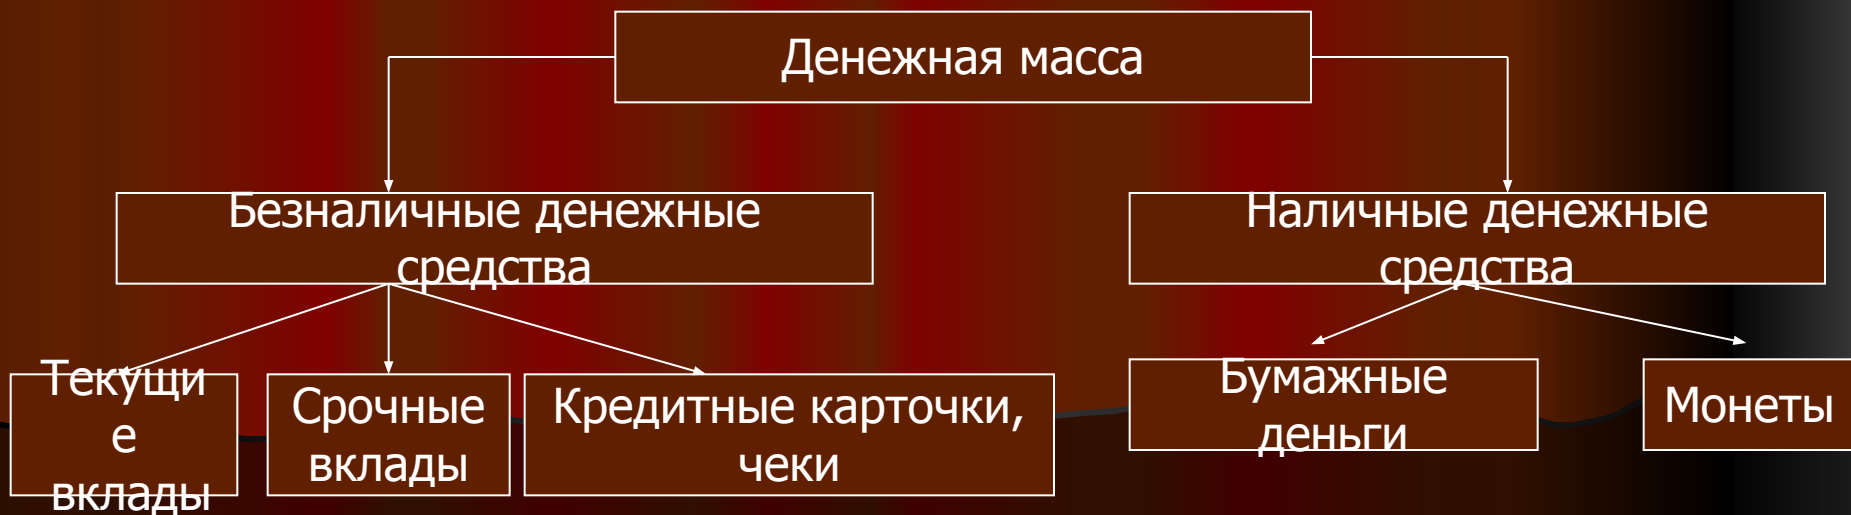 Денежная масса
Безналичные денежные
средства
Наличные денежные
средства
Текущи
е
вклады
Срочные
вклады
Кредитные карточки,
чеки
Бумажные
деньги
Монеты